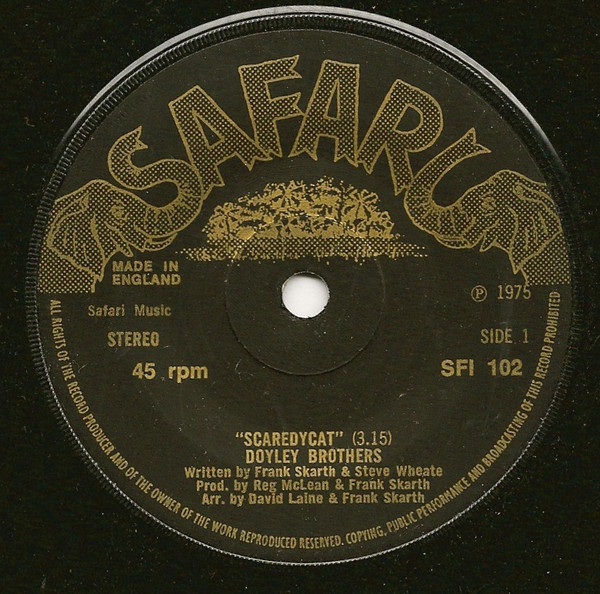 SAFARI
MADE IN
ENGLAND
Ⓟ 1975
Safari Music
STEREO
SIDE 1
45 rpm
SFI 102
"SCAREDYCAT" (3.15)
DOYLEY BROTHERS
Written by Frank Skarth & Steve Wheate
Prod. by Reg McLean & Frank Skarth
Arr. by David Laine & Frank Skarth
ALL RIGHTS OF THE RECORD PRODUCER AND OF THE OWNER OF THE WORK REPRODUCED RESERVED. COPYING, PUBLIC PERFORMANCE AND BROADCASTING OF THIS RECORD PROHIBITED